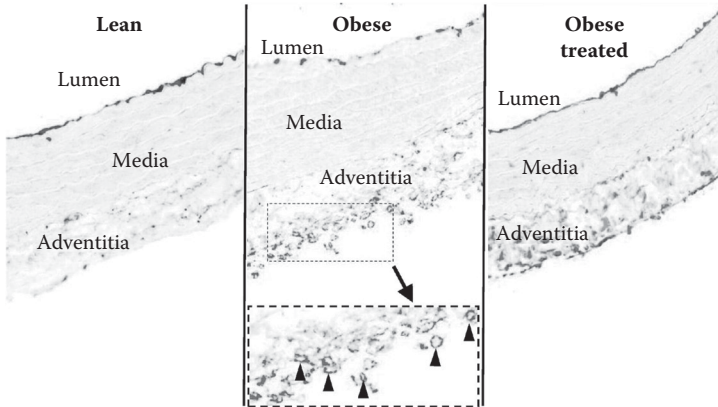 Lean
Lumen
Media
Adventitia
Obese
Lumen
Media
Adventitia
Obese
treated
Lumen
Media
Adventitia